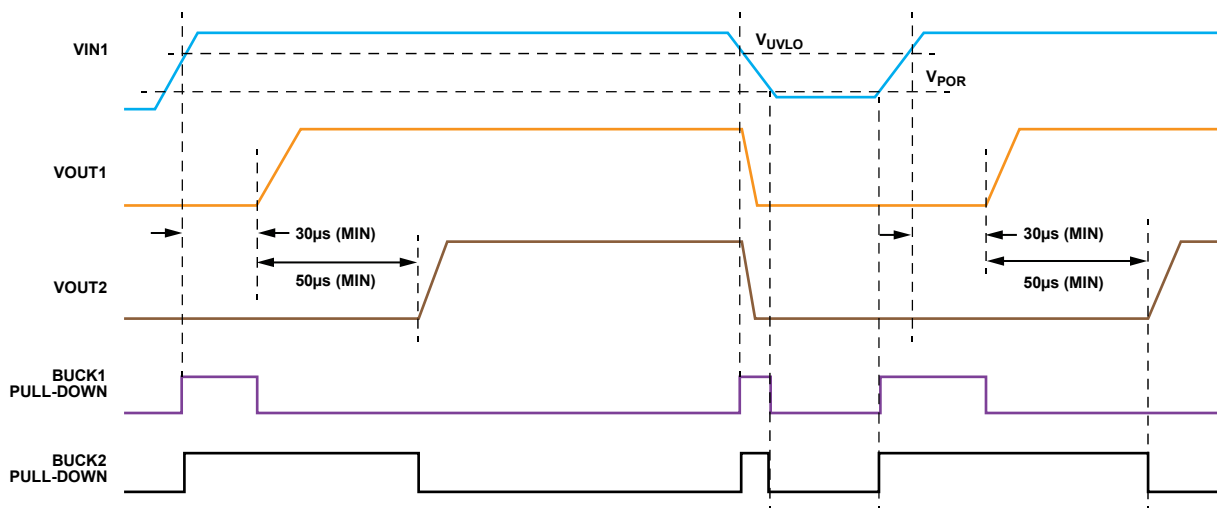 VIN1
VUVLO
VPOR
VOUT1
30µs (MIN)
30µs (MIN)
50µs (MIN)
50µs (MIN)
VOUT2
BUCK1
PULL-DOWN
BUCK2
PULL-DOWN